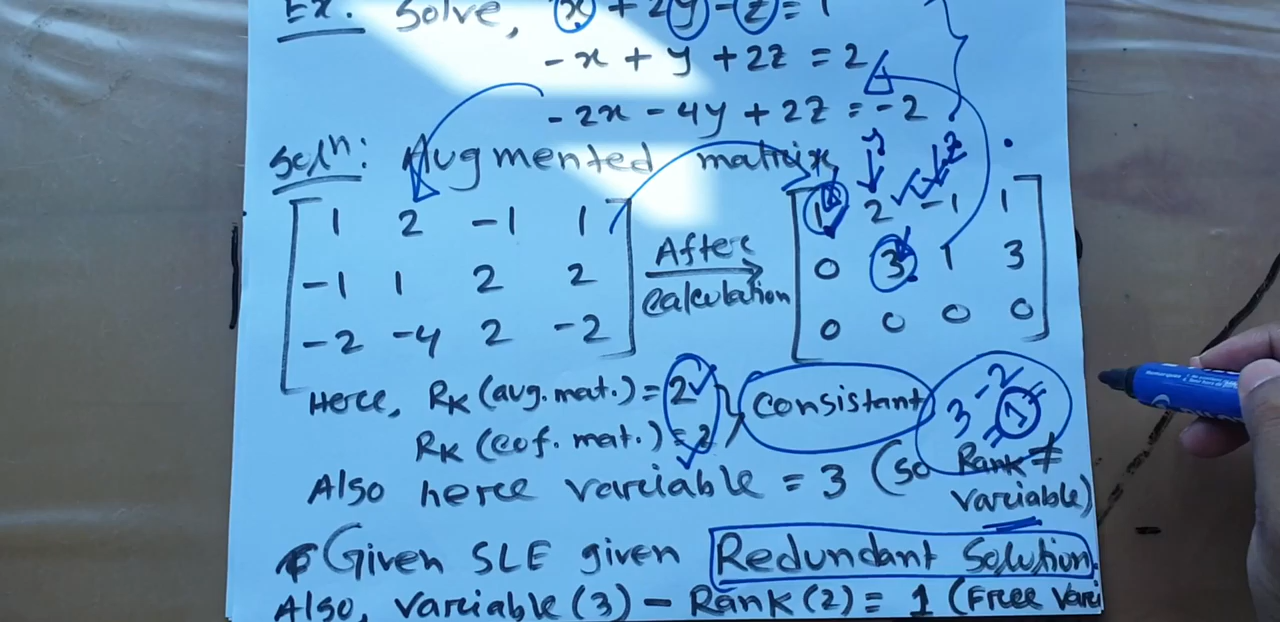 Ex. Solve, x + 2y - z = 1
- x + y + 2z = 2
- 2x - 4y + 2z = -2
Solⁿ: Augmented matrix y z
1 2 -1 1 After 1 2 -1 1
-1 1 2 2 calculation 0 3 1 3
-2 -4 2 -2 0 0 0 0
Here, RK (aug. mat.) = 2 consistant 3 - 2
RK (cof. mat.) = 2 1
Also here variable = 3 (so Rank ≠
variable)
Given SLE given Redundant Solution
Also, variable (3) - Rank (2) = 1 (Free Vari